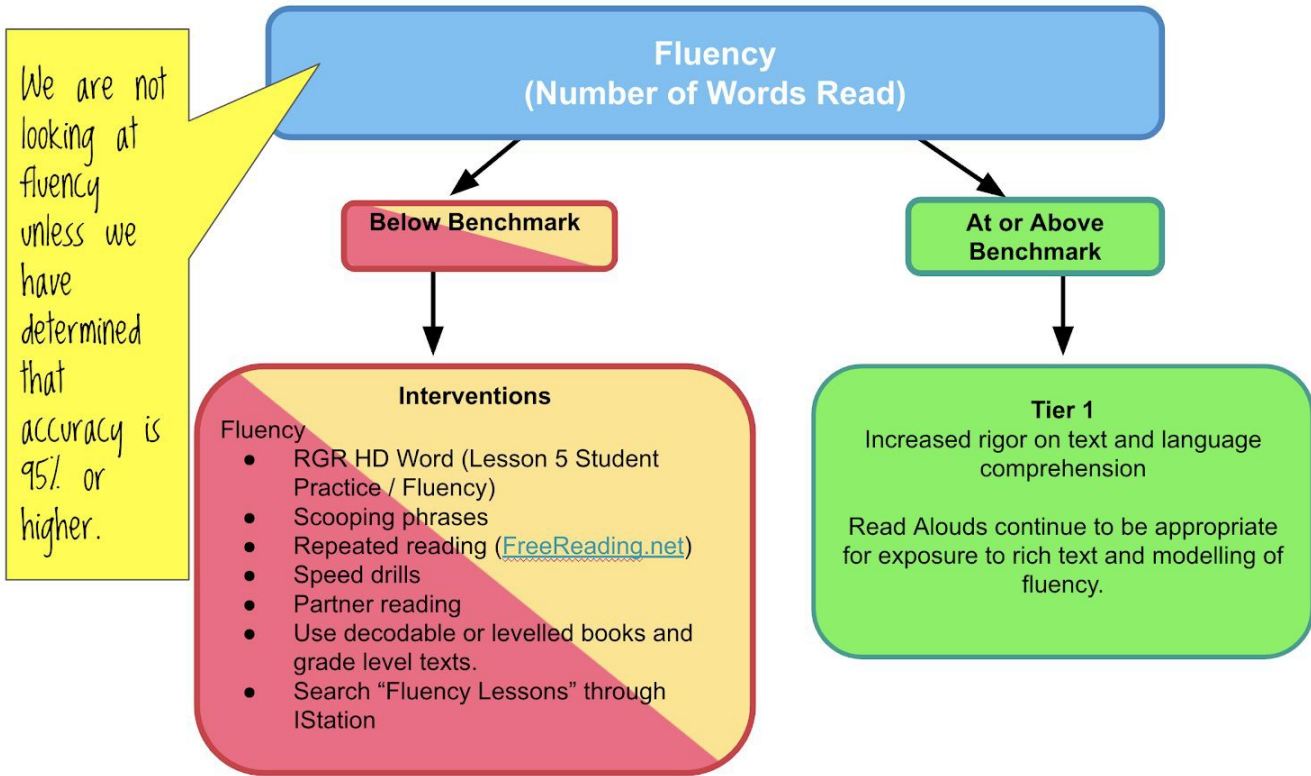 We are not
looking at
fluency
unless we
have
determined
that
accuracy is
95% or
higher.
Fluency
(Number of Words Read)
Below Benchmark
At or Above
Benchmark
Interventions
Fluency
● RGR HD Word (Lesson 5 Student
Practice / Fluency)
● Scooping phrases
● Repeated reading (FreeReading.net)
● Speed drills
● Partner reading
● Use decodable or levelled books and
grade level texts.
● Search “Fluency Lessons” through
IStation
Tier 1
Increased rigor on text and language
comprehension
Read Alouds continue to be appropriate
for exposure to rich text and modelling of
fluency.